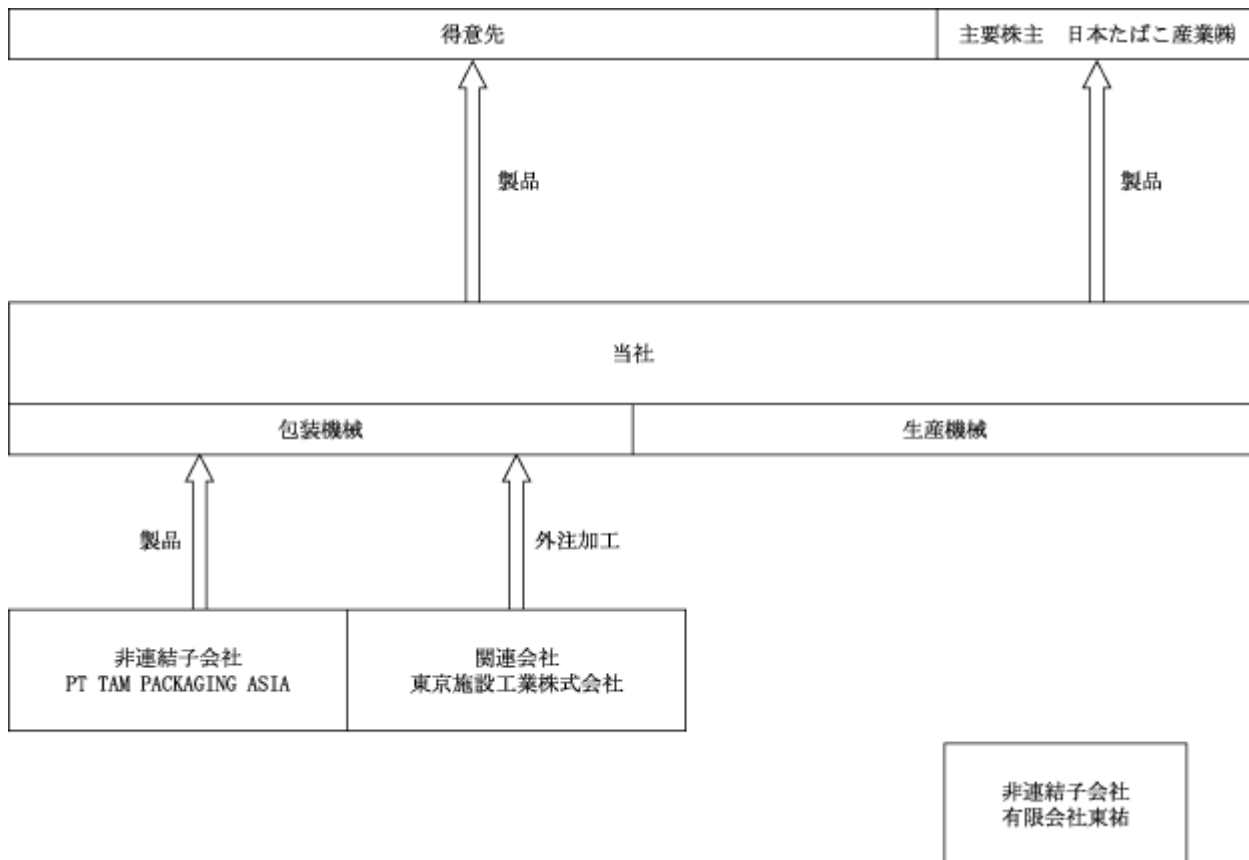 得意先
主要株主　日本たばこ産業㈱
製品
製品
当社
包装機械
生産機械
製品
外注加工
非連結子会社
PT TAM PACKAGING ASIA
関連会社
東京施設工業株式会社
非連結子会社
有限会社東祐